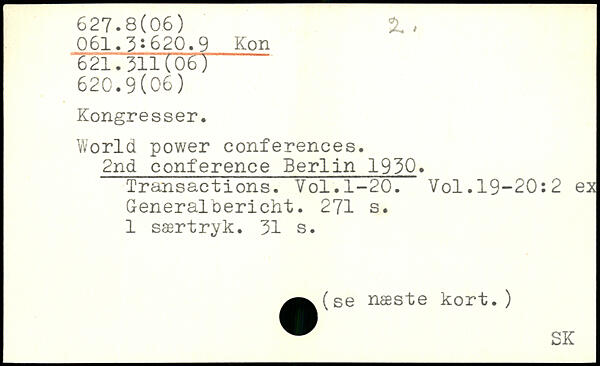 627.8(06)
2.
061.3:620.9 Kon
621.311(06)
620.9(06)
Kongresser.
World power conferences.
2nd conference Berlin 1930.
Transactions. Vol.1-20. Vol.19-20:2 ex
Generalbericht. 271 s.
1 særtryk. 31 s.
(se næste kort.)
SK